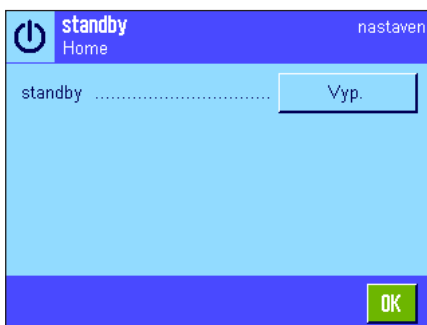 standby
nastaven
Home
standby ................................ Vyp.
OK